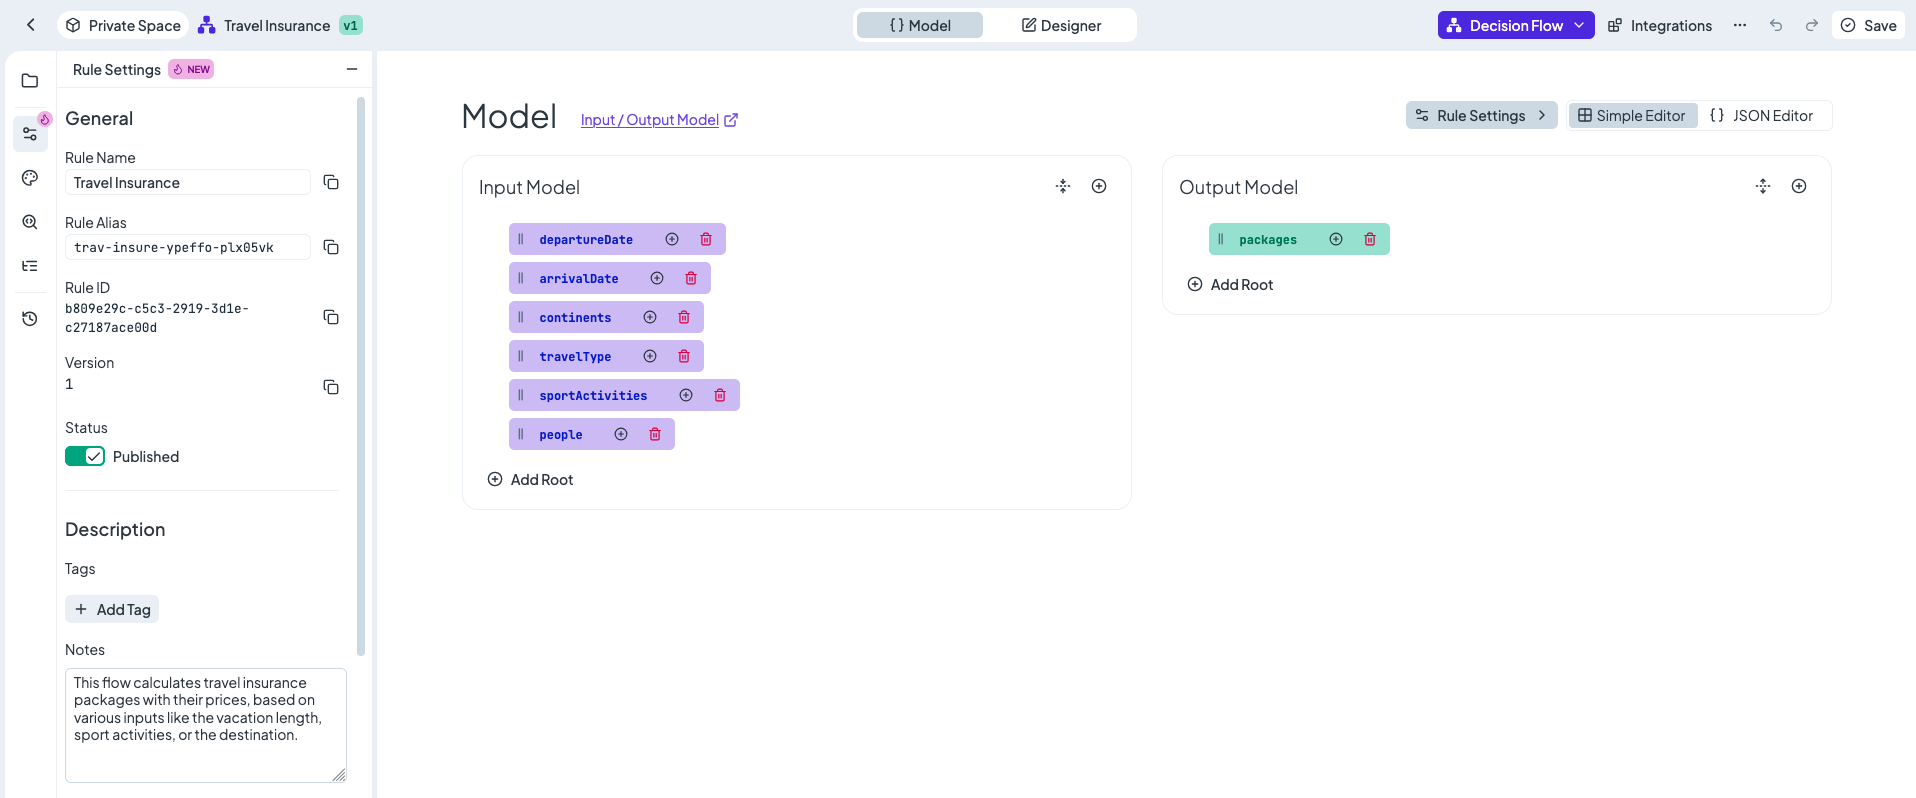 Private Space
Travel Insurance v1
{ } Model
Designer
Decision Flow
Integrations
Save
Rule Settings NEW
General
Rule Name
Travel Insurance
Rule Alias
trav-insure-ypeffo-plx05vk
Rule ID
b809e29c-c5c3-2919-3d1e-
c27187ace00d
Version
1
Status
Published
Description
Tags
Add Tag
Notes
This flow calculates travel insurance
packages with their prices, based on
various inputs like the vacation length,
sport activities, or the destination.
Model
Input / Output Model
Rule Settings
Simple Editor
{ } JSON Editor
Input Model
departureDate
arrivalDate
continents
travelType
sportActivities
people
Add Root
Output Model
packages
Add Root